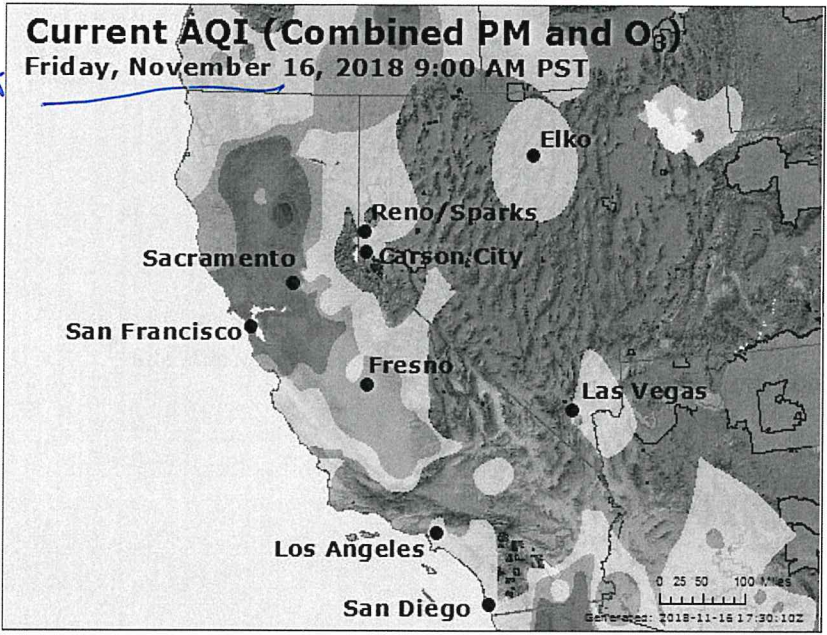 Current AQI (Combined PM and O₃)
Friday, November 16, 2018 9:00 AM PST
Elko
Reno/Sparks
Carson City
Sacramento
San Francisco
Fresno
Las Vegas
Los Angeles
San Diego
0 25 50 100 Miles
Generated: 2018-11-16 17:30:10Z